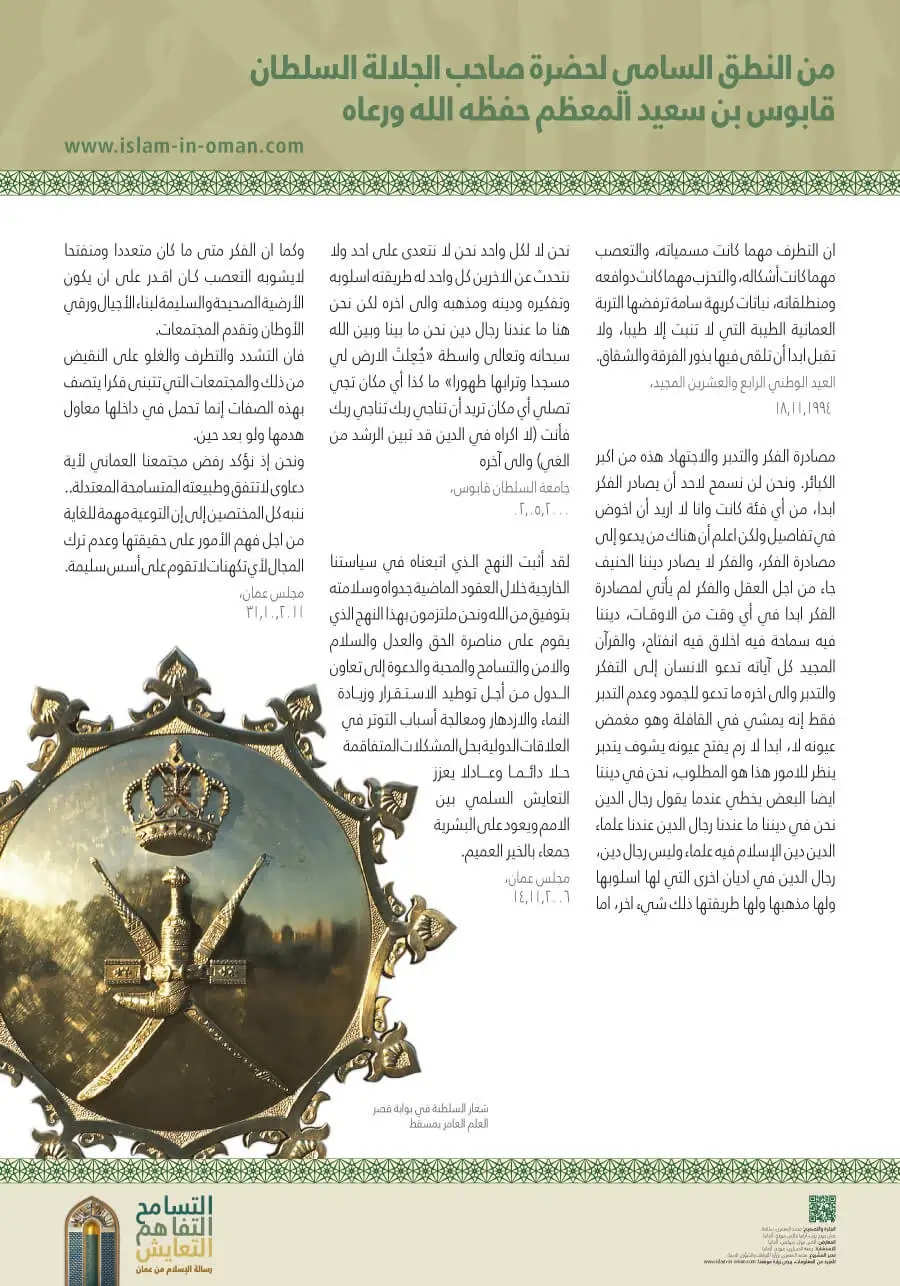 من النطق السامي لحضرة صاحب الجلالة السلطان
قابوس بن سعيد المعظم حفظه الله ورعاه
www.islam-in-oman.com
ان التطرف مهما كانت مسمياته، والتعصب
مهما كانت أشكاله، والتحزب مهما كانت دوافعه
ومنطلقاته، نباتات كريهة سامة ترفضها التربة
العمانية الطيبة التي لا تنبت إلا طيبا، ولا
تقبل ابدا أن تلقى فيها بذور الفرقة والشقاق.
العيد الوطني الرابع والعشرين المجيد،
١٨,١١,١٩٩٤
مصادرة الفكر والتدبر والاجتهاد هذه من اكبر
الكبائر. ونحن لن نسمح لاحد أن يصادر الفكر
ابدا، من أي فئة كانت وانا لا اريد أن اخوض
في تفاصيل ولكن اعلم أن هناك من يدعو إلى
مصادرة الفكر، والفكر لا يصادر ديننا الحنيف
جاء من اجل العقل والفكر لم يأتي لمصادرة
الفكر ابدا في أي وقت من الاوقات، ديننا
فيه سماحة فيه اخلاق فيه انفتاح، والقرآن
المجيد كل آياته تدعو الانسان إلى التفكر
والتدبر والى اخره ما تدعو للجمود وعدم التدبر
فقط إنه يمشي في القافلة وهو مغمض
عيونه لا، ابدا لا زم يفتح عيونه يشوف يتدبر
ينظر للامور هذا هو المطلوب، نحن في ديننا
ايضا البعض يخطي عندما يقول رجال الدين
نحن في ديننا ما عندنا رجال الدين عندنا علماء
الدين دين الإسلام فيه علماء وليس رجال دين،
رجال الدين في اديان اخرى التي لها اسلوبها
ولها مذهبها ولها طريقتها ذلك شيء اخر، اما
نحن لا لكل واحد نحن لا نتعدى على احد ولا
نتحدث عن الاخرين كل واحد له طريقته اسلوبه
وتفكيره ودينه ومذهبه والى اخره لكن نحن
هنا ما عندنا رجال دين نحن ما بينا وبين الله
سبحانه وتعالى واسطة «جُعِلتْ الارض لي
مسجدا وترابها طهورا» ما كذا أي مكان تجي
تصلي أي مكان تريد أن تناجي ربك تناجي ربك
فأنت (لا اكراه في الدين قد تبين الرشد من
الغي) والى آخره
جامعة السلطان قابوس،
٠٢,٠٥,٢٠٠٠
لقد أثبت النهج الذي اتبعناه في سياستنا
الخارجية خلال العقود الماضية جدواه وسلامته
بتوفيق من الله ونحن ملتزمون بهذا النهج الذي
يقوم على مناصرة الحق والعدل والسلام
والامن والتسامح والمحبة والدعوة إلى تعاون
الدول من أجل توطيد الاستقرار وزيادة
النماء والازدهار ومعالجة أسباب التوتر في
العلاقات الدولية بحل المشكلات المتفاقمة
حلا دائما وعادلا يعزز
التعايش السلمي بين
الامم ويعود على البشرية
جمعاء بالخير العميم.
مجلس عمان،
١٤,١١,٢٠٠٦
وكما ان الفكر متى ما كان متعددا ومنفتحا
لايشوبه التعصب كان اقدر على ان يكون
الأرضية الصحيحة والسليمة لبناء الأجيال ورقي
الأوطان وتقدم المجتمعات.
فان التشدد والتطرف والغلو على النقيض
من ذلك والمجتمعات التي تتبنى فكرا يتصف
بهذه الصفات إنما تحمل في داخلها معاول
هدمها ولو بعد حين.
ونحن إذ نؤكد رفض مجتمعنا العماني لأية
دعاوى لاتتفق وطبيعته المتسامحة المعتدلة..
ننبه كل المختصين إلى إن التوعية مهمة للغاية
من اجل فهم الأمور على حقيقتها وعدم ترك
المجال لأي تكهنات لا تقوم على أسس سليمة.
مجلس عمان،
٣١,١٠,٢٠١١
شعار السلطنة في بوابة قصر
العلم العامر بمسقط
التسامح
التفاهم
التعايش
رسالة الإسلام من عمان